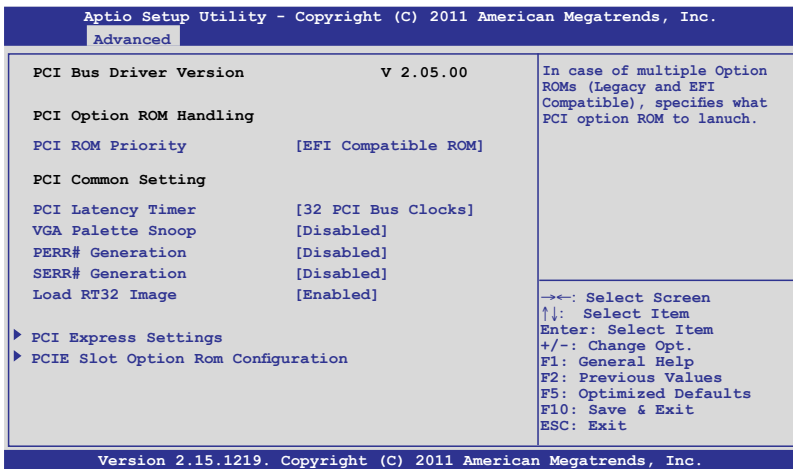 Aptio Setup Utility - Copyright (C) 2011 American Megatrends, Inc.
Advanced
PCI Bus Driver Version V 2.05.00
PCI Option ROM Handling
PCI ROM Priority [EFI Compatible ROM]
PCI Common Setting
PCI Latency Timer [32 PCI Bus Clocks]
VGA Palette Snoop [Disabled]
PERR# Generation [Disabled]
SERR# Generation [Disabled]
Load RT32 Image [Enabled]
PCI Express Settings
PCIE Slot Option Rom Configuration
In case of multiple Option
ROMs (Legacy and EFI
Compatible), specifies what
PCI option ROM to lanuch.
→←: Select Screen
↑↓: Select Item
Enter: Select Item
+/-: Change Opt.
F1: General Help
F2: Previous Values
F5: Optimized Defaults
F10: Save & Exit
ESC: Exit
Version 2.15.1219. Copyright (C) 2011 American Megatrends, Inc.